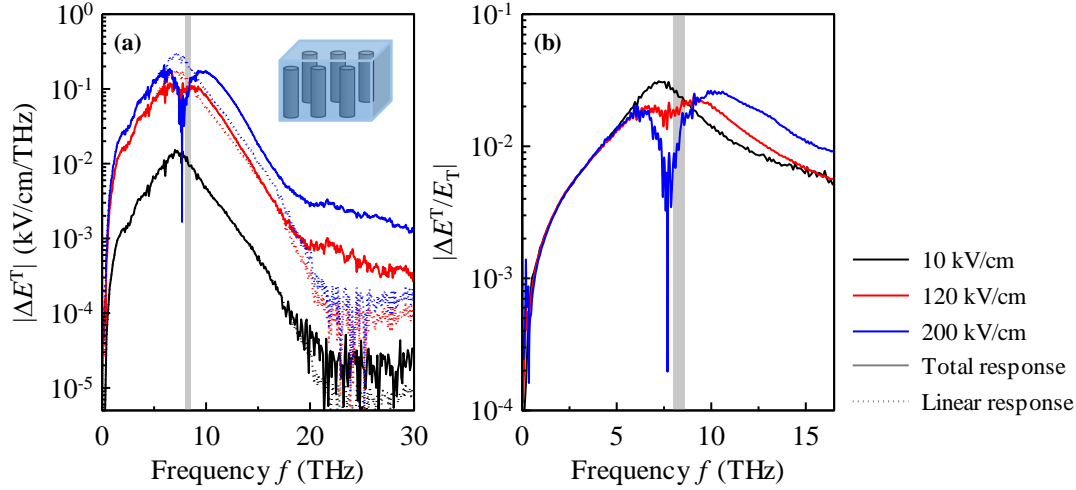 (a)
|ΔE^T| (kV/cm/THz)
10^0
10^-1
10^-2
10^-3
10^-4
10^-5
0 10 20 30
Frequency f (THz)
(b)
|ΔE^T/E_T|
10^-1
10^-2
10^-3
10^-4
0 5 10 15
Frequency f (THz)
10 kV/cm
120 kV/cm
200 kV/cm
Total response
Linear response